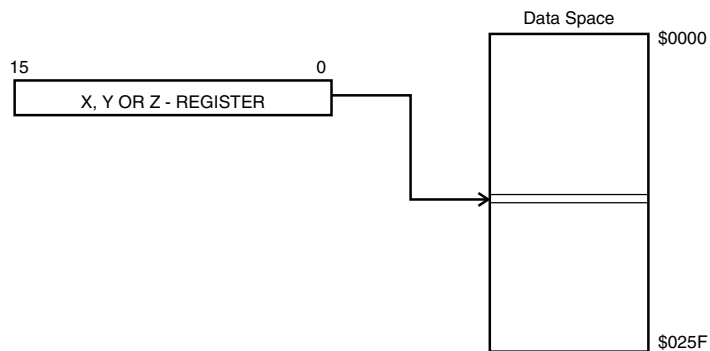 Data Space
$0000
15 0
X, Y OR Z - REGISTER
$025F